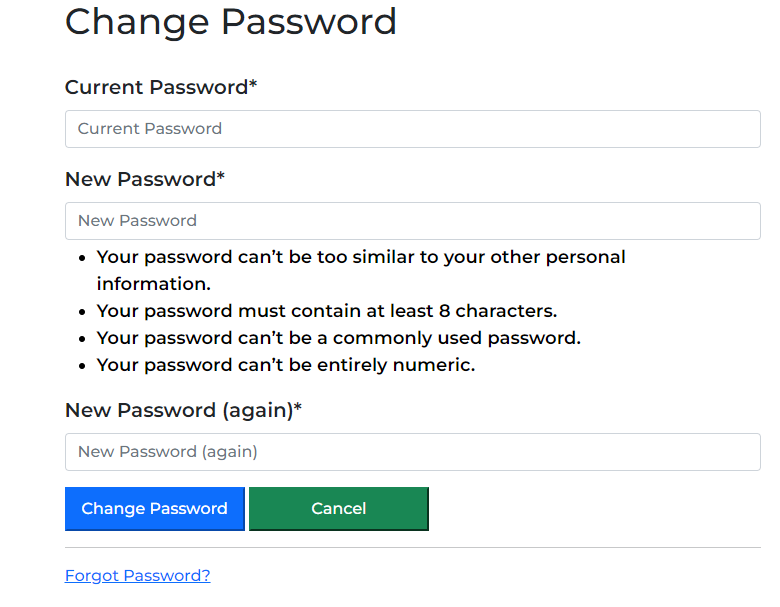 Change Password
Current Password*
Current Password
New Password*
New Password
• Your password can’t be too similar to your other personal
information.
• Your password must contain at least 8 characters.
• Your password can’t be a commonly used password.
• Your password can’t be entirely numeric.
New Password (again)*
New Password (again)
Change Password Cancel
Forgot Password?